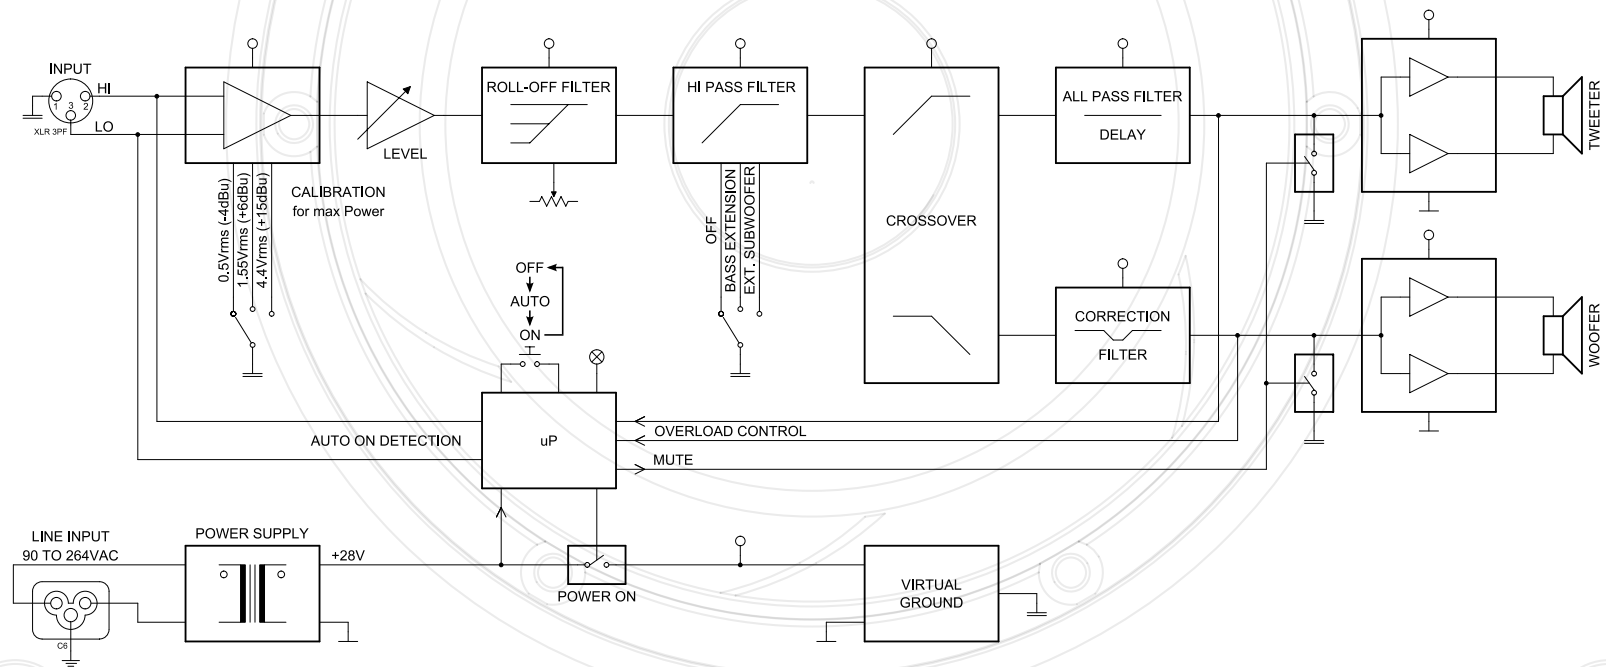 INPUT
HI
1
3
2
LO
XLR 3PF
CALIBRATION
for max Power
0.5Vrms (-4dBu)
1.55Vrms (+6dBu)
4.4Vrms (+15dBu)
LEVEL
ROLL-OFF FILTER
HI PASS FILTER
OFF
BASS EXTENSION
EXT. SUBWOOFER
CROSSOVER
ALL PASS FILTER
DELAY
CORRECTION
FILTER
TWEETER
WOOFER
OFF
AUTO
ON
AUTO ON DETECTION
uP
OVERLOAD CONTROL
MUTE
LINE INPUT
90 TO 264VAC
C6
POWER SUPPLY
+28V
POWER ON
VIRTUAL
GROUND